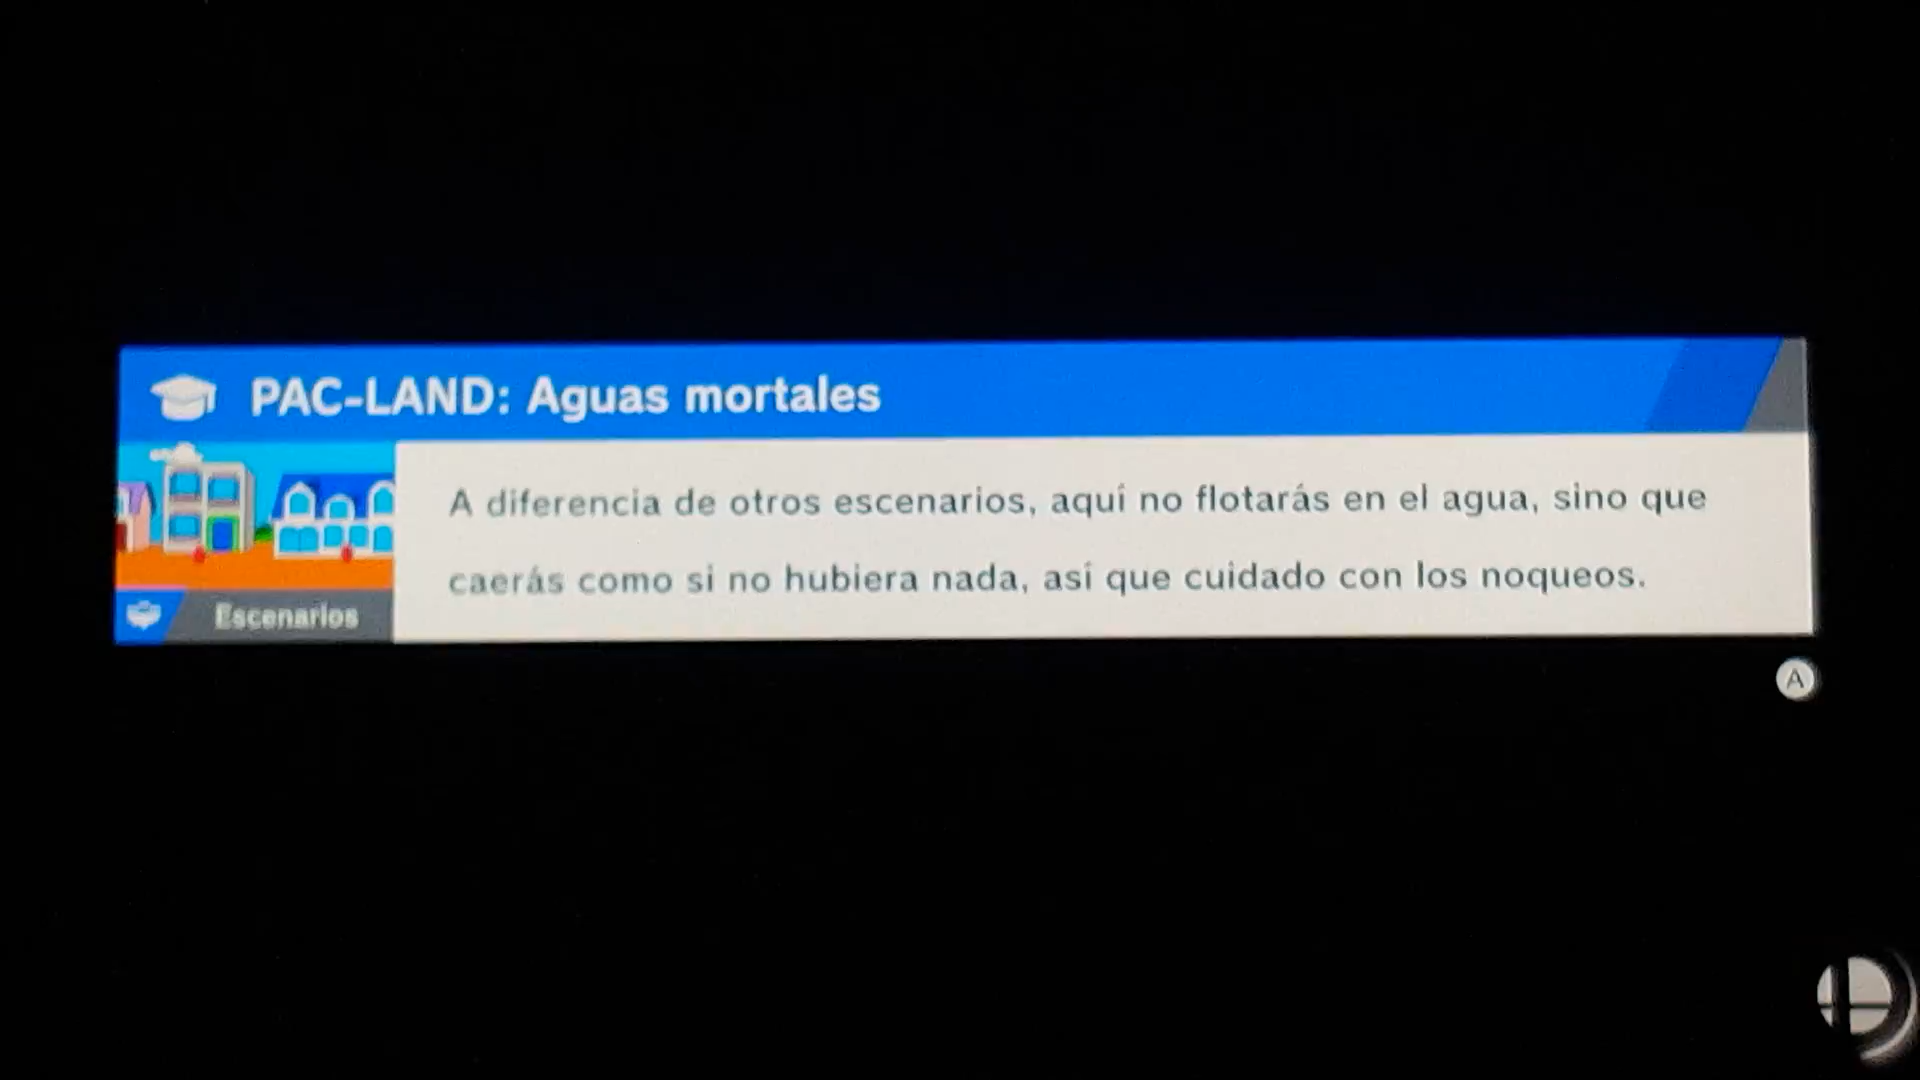 PAC-LAND: Aguas mortales
A diferencia de otros escenarios, aquí no flotarás en el agua, sino que
caerás como si no hubiera nada, así que cuidado con los noqueos.
Escenarios
A